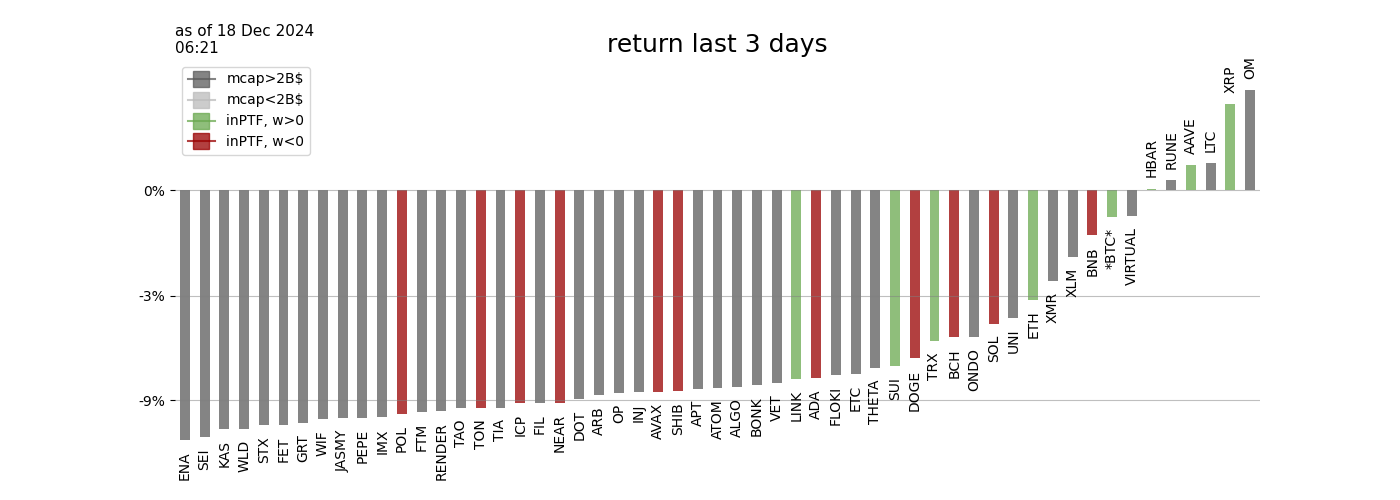 as of 18 Dec 2024
06:21
return last 3 days
mcap>2B$
mcap<2B$
inPTF, w>0
inPTF, w<0
0%
-3%
-9%
ENA
SEI
KAS
WLD
STX
FET
GRT
WIF
JASMY
PEPE
IMX
POL
FTM
RENDER
TAO
TON
TIA
ICP
FIL
NEAR
DOT
ARB
OP
INJ
AVAX
SHIB
APT
ATOM
ALGO
BONK
VET
LINK
ADA
FLOKI
ETC
THETA
SUI
DOGE
TRX
BCH
ONDO
SOL
UNI
ETH
XMR
XLM
BNB
*BTC*
VIRTUAL
HBAR
RUNE
AAVE
LTC
XRP
OM